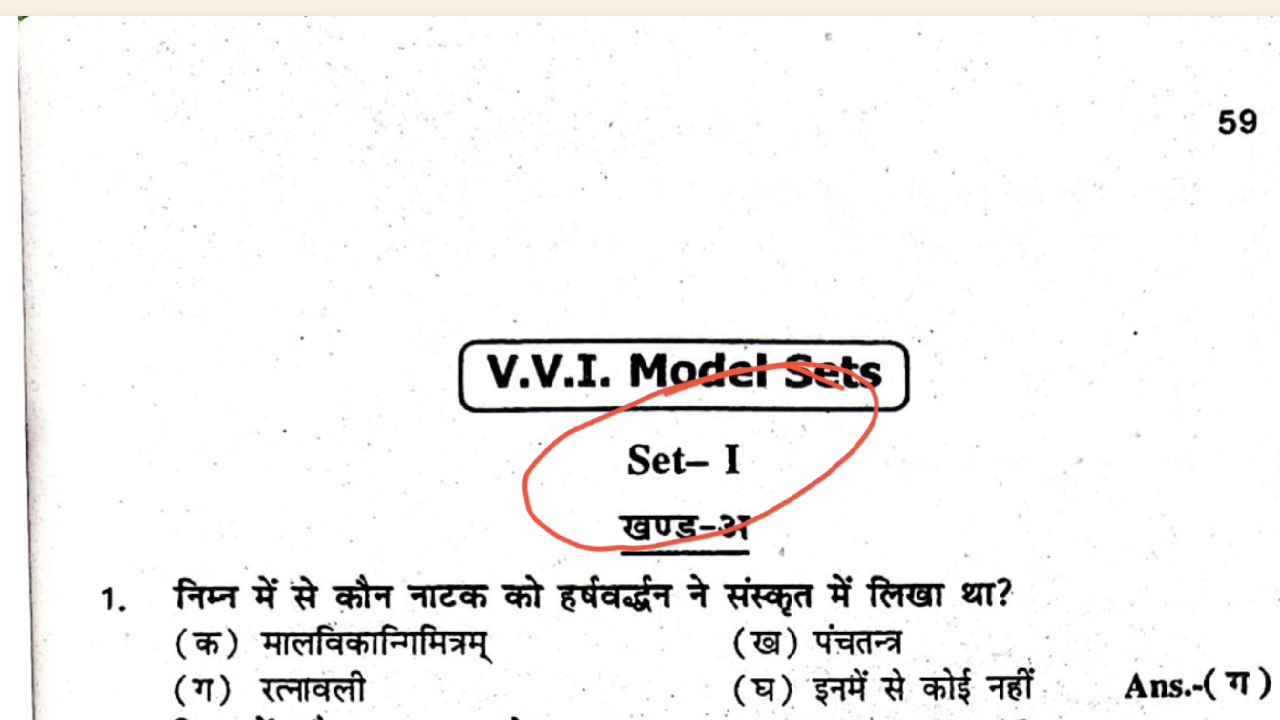 59
V.V.I. Model Sets
Set– I
खण्ड–अ
1. निम्न में से कौन नाटक को हर्षवर्द्धन ने संस्कृत में लिखा था?
(क) मालविकाग्निमित्रम् (ख) पंचतन्त्र
(ग) रत्नावली (घ) इनमें से कोई नहीं Ans.-(ग)